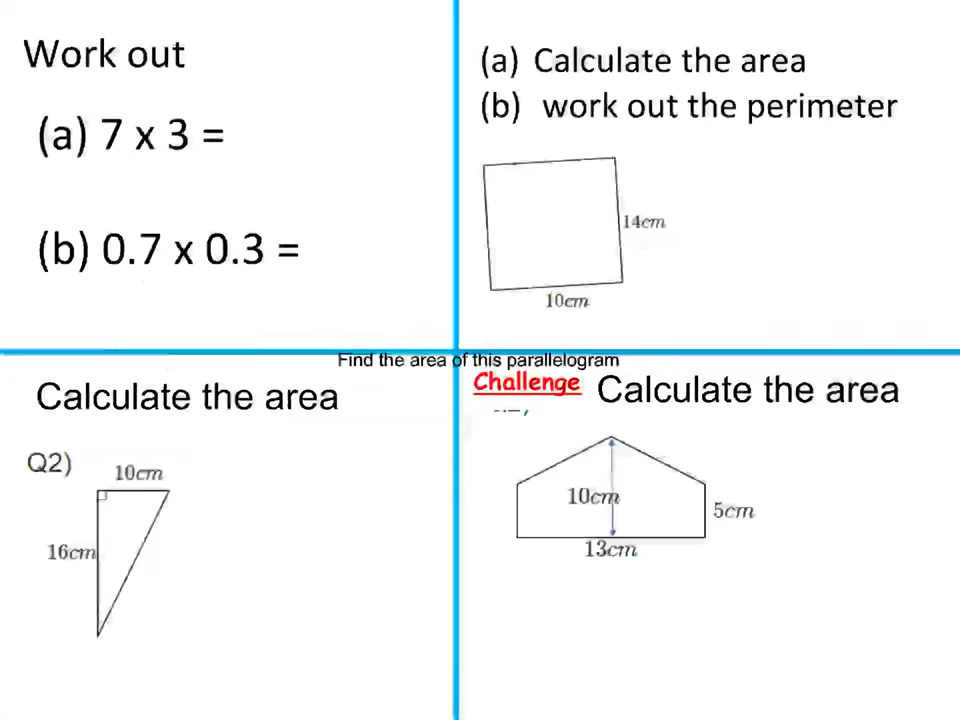 Work out
(a) 7 x 3 =
(b) 0.7 x 0.3 =
(a) Calculate the area
(b) work out the perimeter
14cm
10cm
Find the area of this parallelogram
Calculate the area
Q2)
10cm
16cm
Challenge Calculate the area
10cm
5cm
13cm